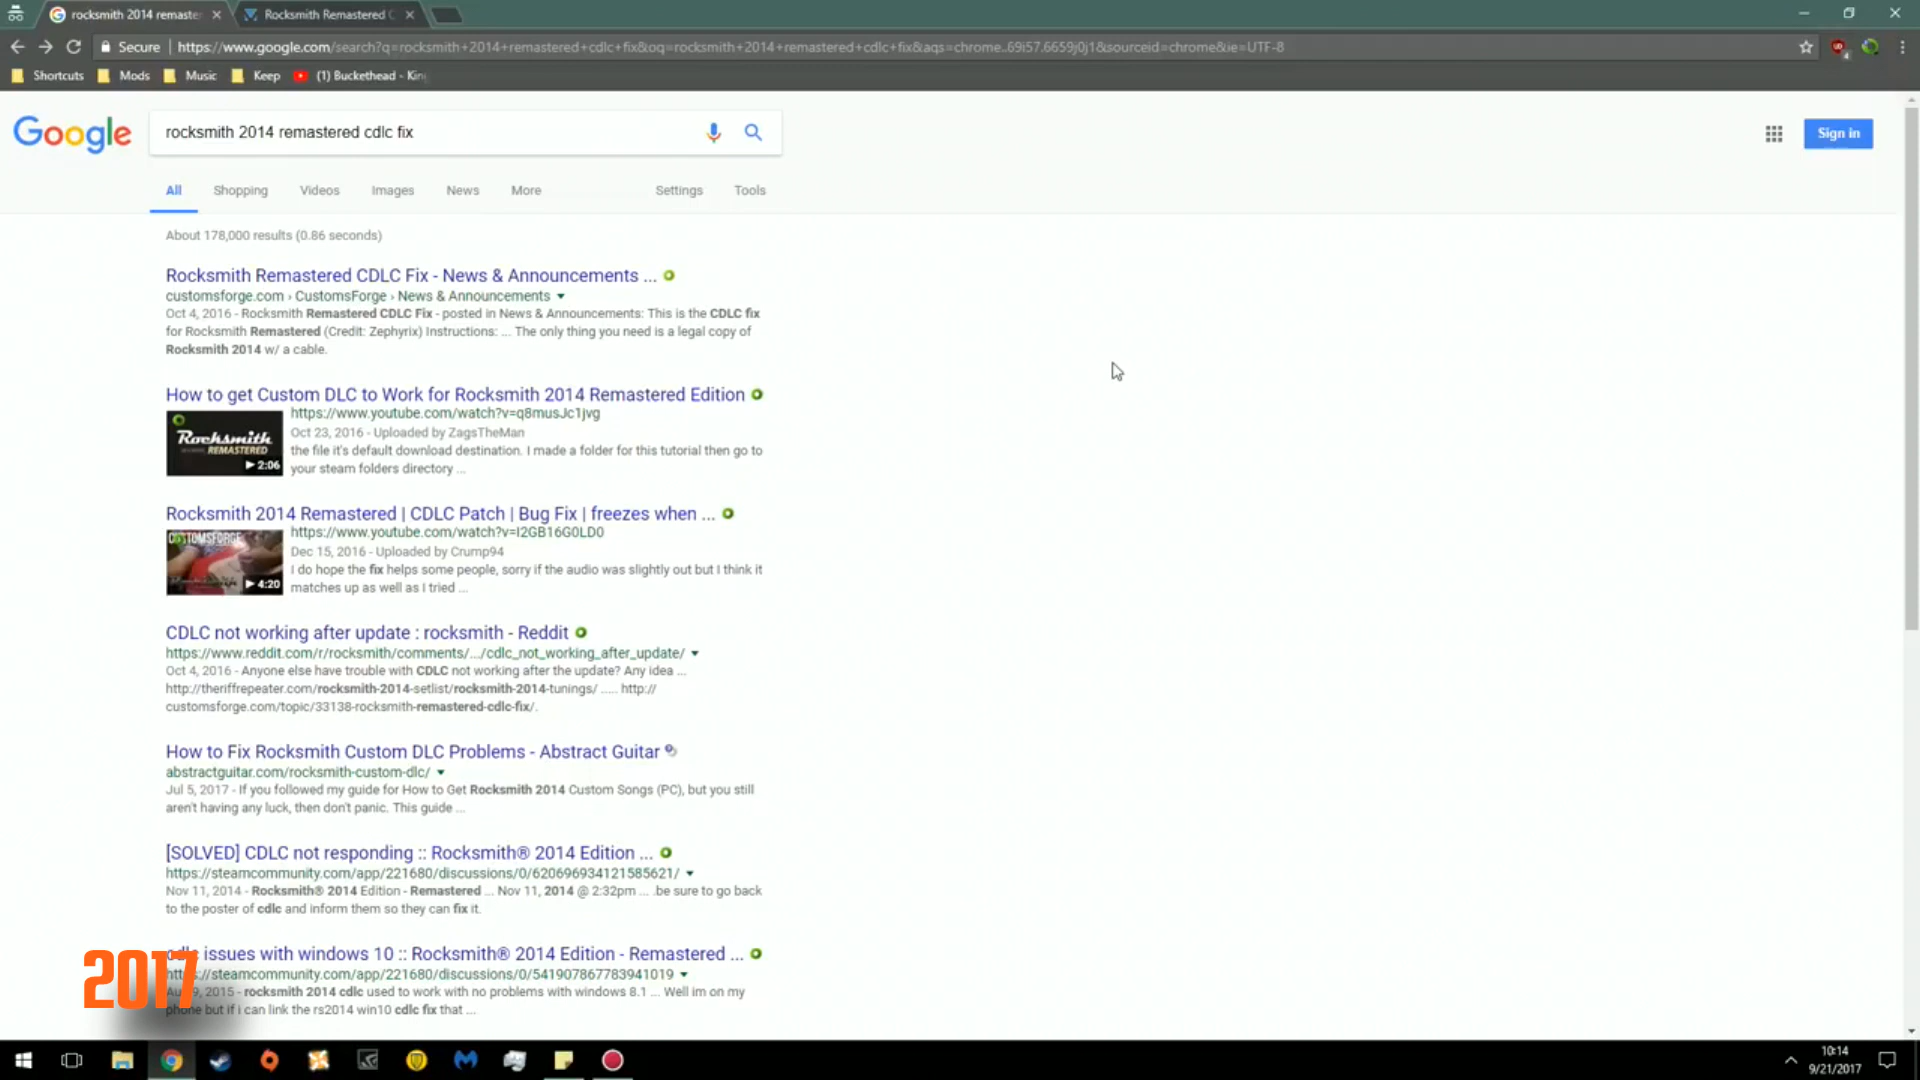 rocksmith 2014 remaste
Rocksmith Remastered C
Secure https://www.google.com/search?q=rocksmith+2014+remastered+cdlc+fix&oq=rocksmith+2014+remastered+cdlc+fix&aqs=chrome..69i57.6659j0j1&sourceid=chrome&ie=UTF-8
Shortcuts Mods Music Keep (1) Buckethead - Kin
Google rocksmith 2014 remastered cdlc fix Sign in
All Shopping Videos Images News More Settings Tools
About 178,000 results (0.86 seconds)
Rocksmith Remastered CDLC Fix - News & Announcements ...
customsforge.com › CustomsForge › News & Announcements
Oct 4, 2016 - Rocksmith Remastered CDLC Fix - posted in News & Announcements: This is the CDLC fix
for Rocksmith Remastered (Credit: Zephyrix) Instructions: ... The only thing you need is a legal copy of
Rocksmith 2014 w/ a cable.
How to get Custom DLC to Work for Rocksmith 2014 Remastered Edition
https://www.youtube.com/watch?v=q8musJc1jvg
Oct 23, 2016 - Uploaded by ZagsTheMan
the file it's default download destination. I made a folder for this tutorial then go to
your steam folders directory ...
Rocksmith
REMASTERED
2:06
Rocksmith 2014 Remastered | CDLC Patch | Bug Fix | freezes when ...
https://www.youtube.com/watch?v=I2GB16G0LD0
Dec 15, 2016 - Uploaded by Crump94
I do hope the fix helps some people, sorry if the audio was slightly out but I think it
matches up as well as I tried ...
CUSTOMSFORGE
4:20
CDLC not working after update : rocksmith - Reddit
https://www.reddit.com/r/rocksmith/comments/.../cdlc_not_working_after_update/
Oct 4, 2016 - Anyone else have trouble with CDLC not working after the update? Any idea ...
http://theriffrepeater.com/rocksmith-2014-setlist/rocksmith-2014-tunings/ ..... http://
customsforge.com/topic/33138-rocksmith-remastered-cdlc-fix/.
How to Fix Rocksmith Custom DLC Problems - Abstract Guitar
abstractguitar.com/rocksmith-custom-dlc/
Jul 5, 2017 - If you followed my guide for How to Get Rocksmith 2014 Custom Songs (PC), but you still
aren't having any luck, then don't panic. This guide ...
[SOLVED] CDLC not responding :: Rocksmith® 2014 Edition ...
https://steamcommunity.com/app/221680/discussions/0/620696934121585621/
Nov 11, 2014 - Rocksmith® 2014 Edition - Remastered ... Nov 11, 2014 @ 2:32pm ... .be sure to go back
to the poster of cdlc and inform them so they can fix it.
cdlc issues with windows 10 :: Rocksmith® 2014 Edition - Remastered ...
https://steamcommunity.com/app/221680/discussions/0/541907867783941019
Aug 9, 2015 - rocksmith 2014 cdlc used to work with no problems with windows 8.1 ... Well im on my
phone but if i can link the rs2014 win10 cdlc fix that ...
2017
10:14
9/21/2017